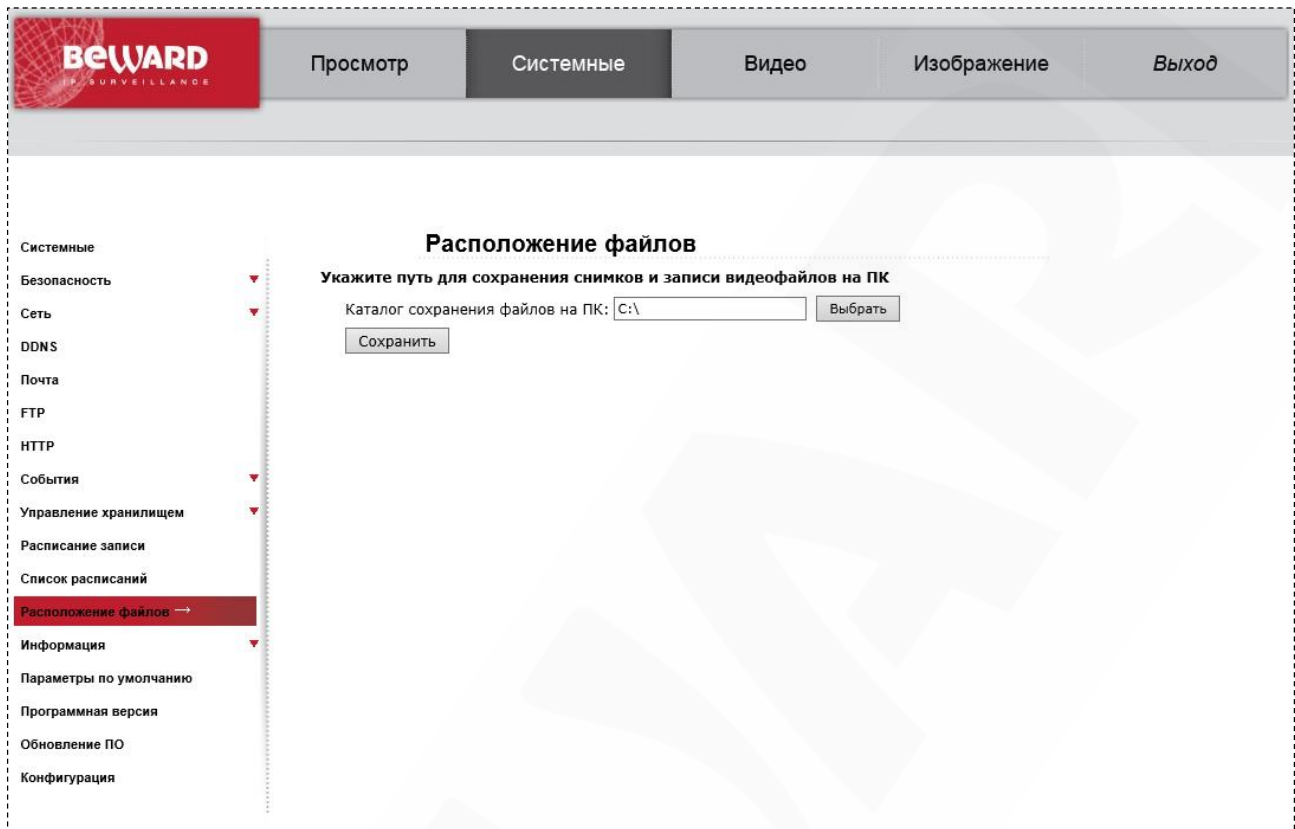 BEWARD
IP SURVEILLANCE
Просмотр
Системные
Видео
Изображение
Выход
Системные
Безопасность
Сеть
DDNS
Почта
FTP
HTTP
События
Управление хранилищем
Расписание записи
Список расписаний
Расположение файлов →
Информация
Параметры по умолчанию
Программная версия
Обновление ПО
Конфигурация
Расположение файлов
Укажите путь для сохранения снимков и записи видеофайлов на ПК
Каталог сохранения файлов на ПК: C:\ Выбрать
Сохранить